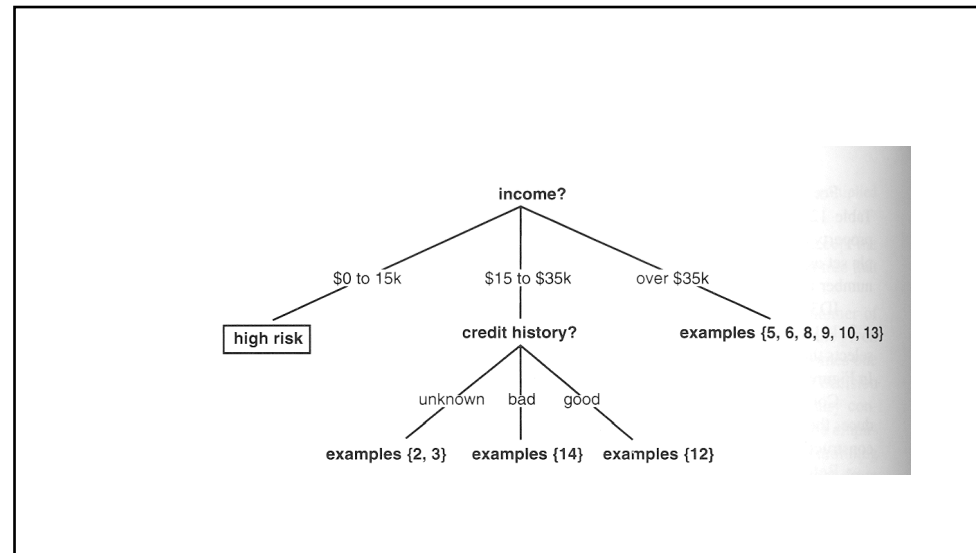 income?
$0 to 15k $15 to $35k over $35k
high risk credit history? examples {5, 6, 8, 9, 10, 13}
unknown bad good
examples {2, 3} examples {14} examples {12}